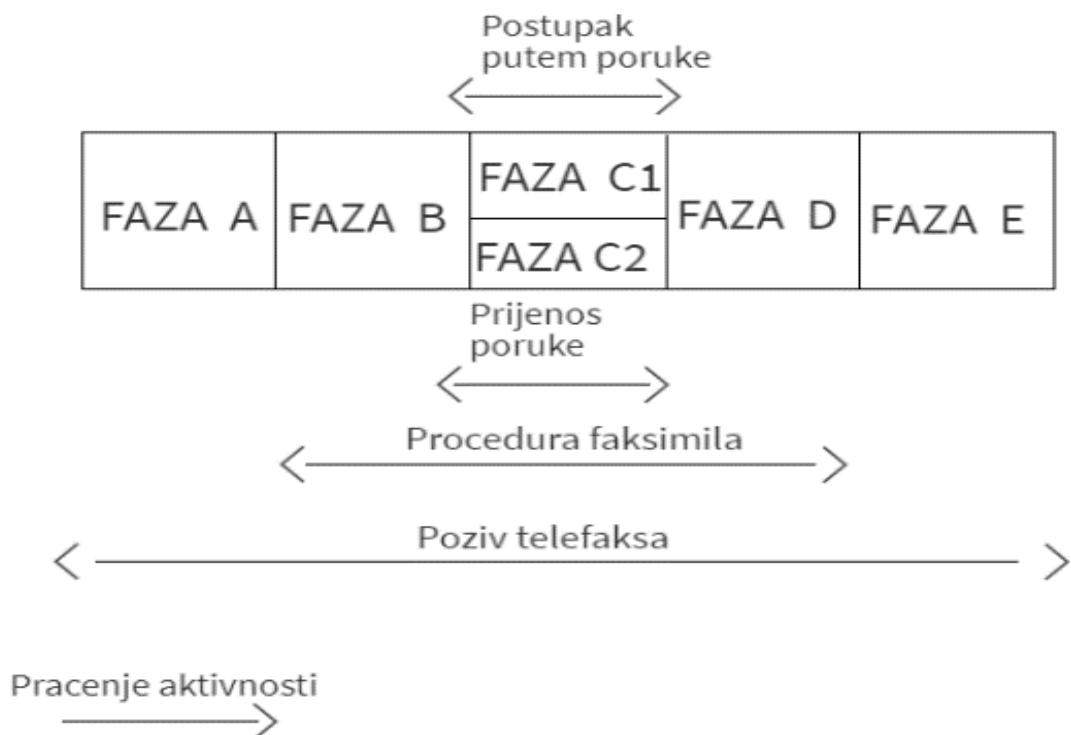 Postupak
putem poruke
FAZA A
FAZA B
FAZA C1
FAZA C2
FAZA D
FAZA E
Prijenos
poruke
Procedura faksimila
Poziv telefaksa
Pracenje aktivnosti